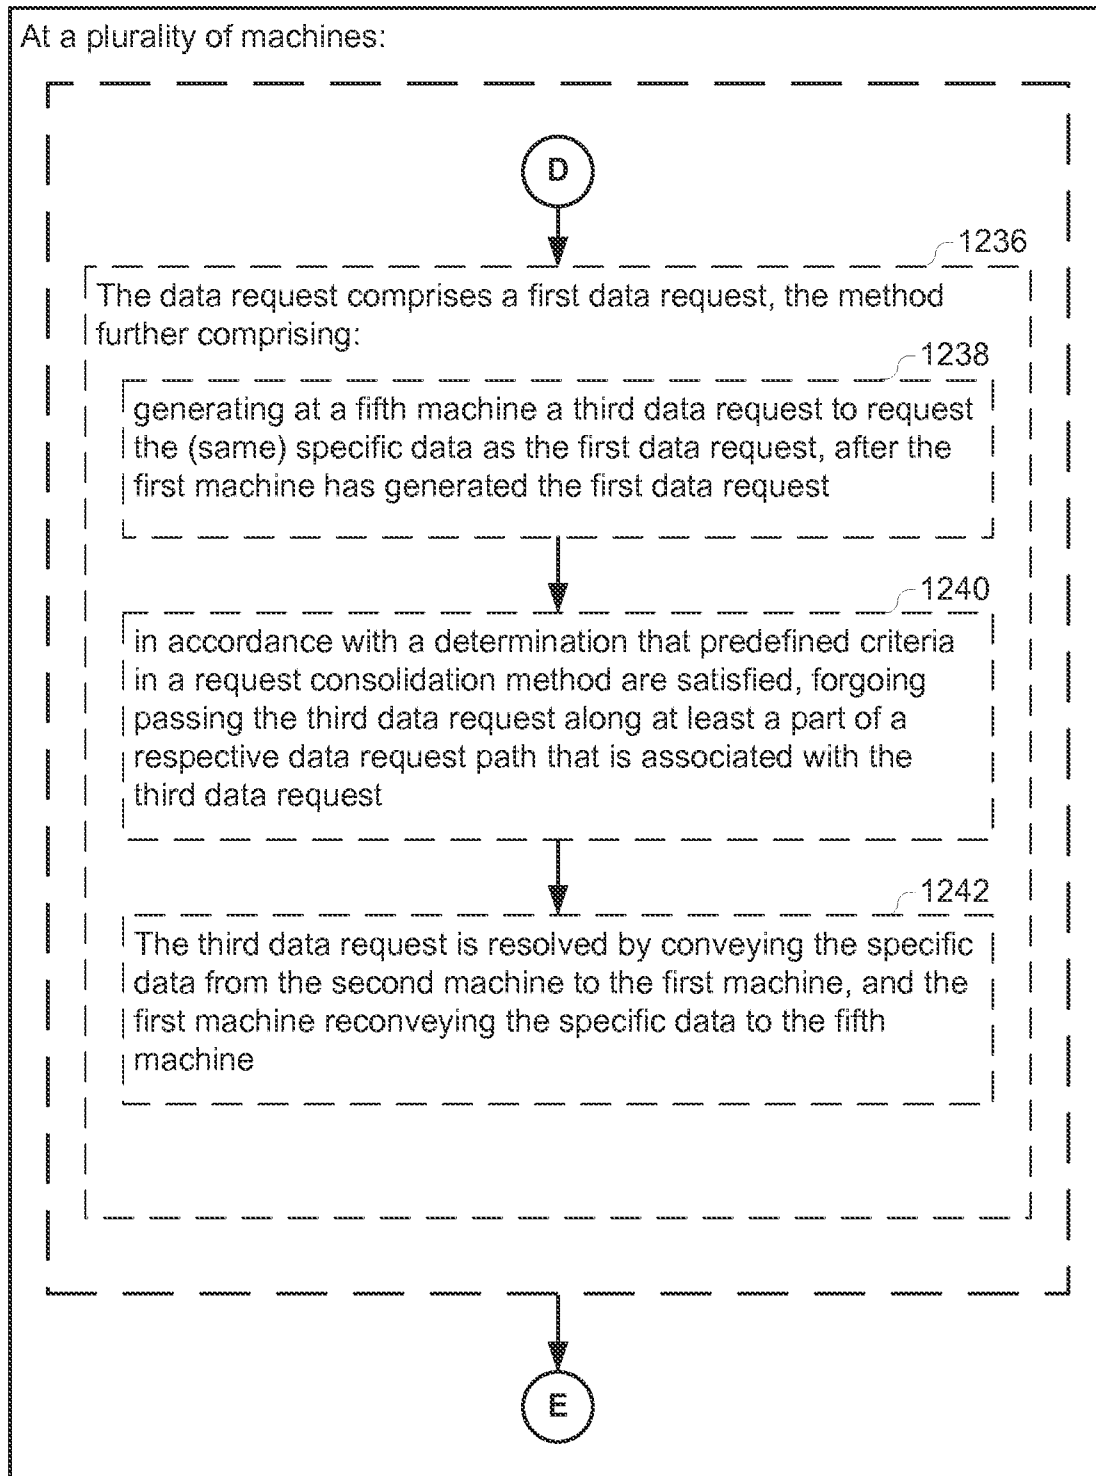 At a plurality of machines:
D
1236
The data request comprises a first data request, the method
further comprising:
1238
generating at a fifth machine a third data request to request
the (same) specific data as the first data request, after the
first machine has generated the first data request
1240
in accordance with a determination that predefined criteria
in a request consolidation method are satisfied, forgoing
passing the third data request along at least a part of a
respective data request path that is associated with the
third data request
1242
The third data request is resolved by conveying the specific
data from the second machine to the first machine, and the
first machine reconveying the specific data to the fifth
machine
E